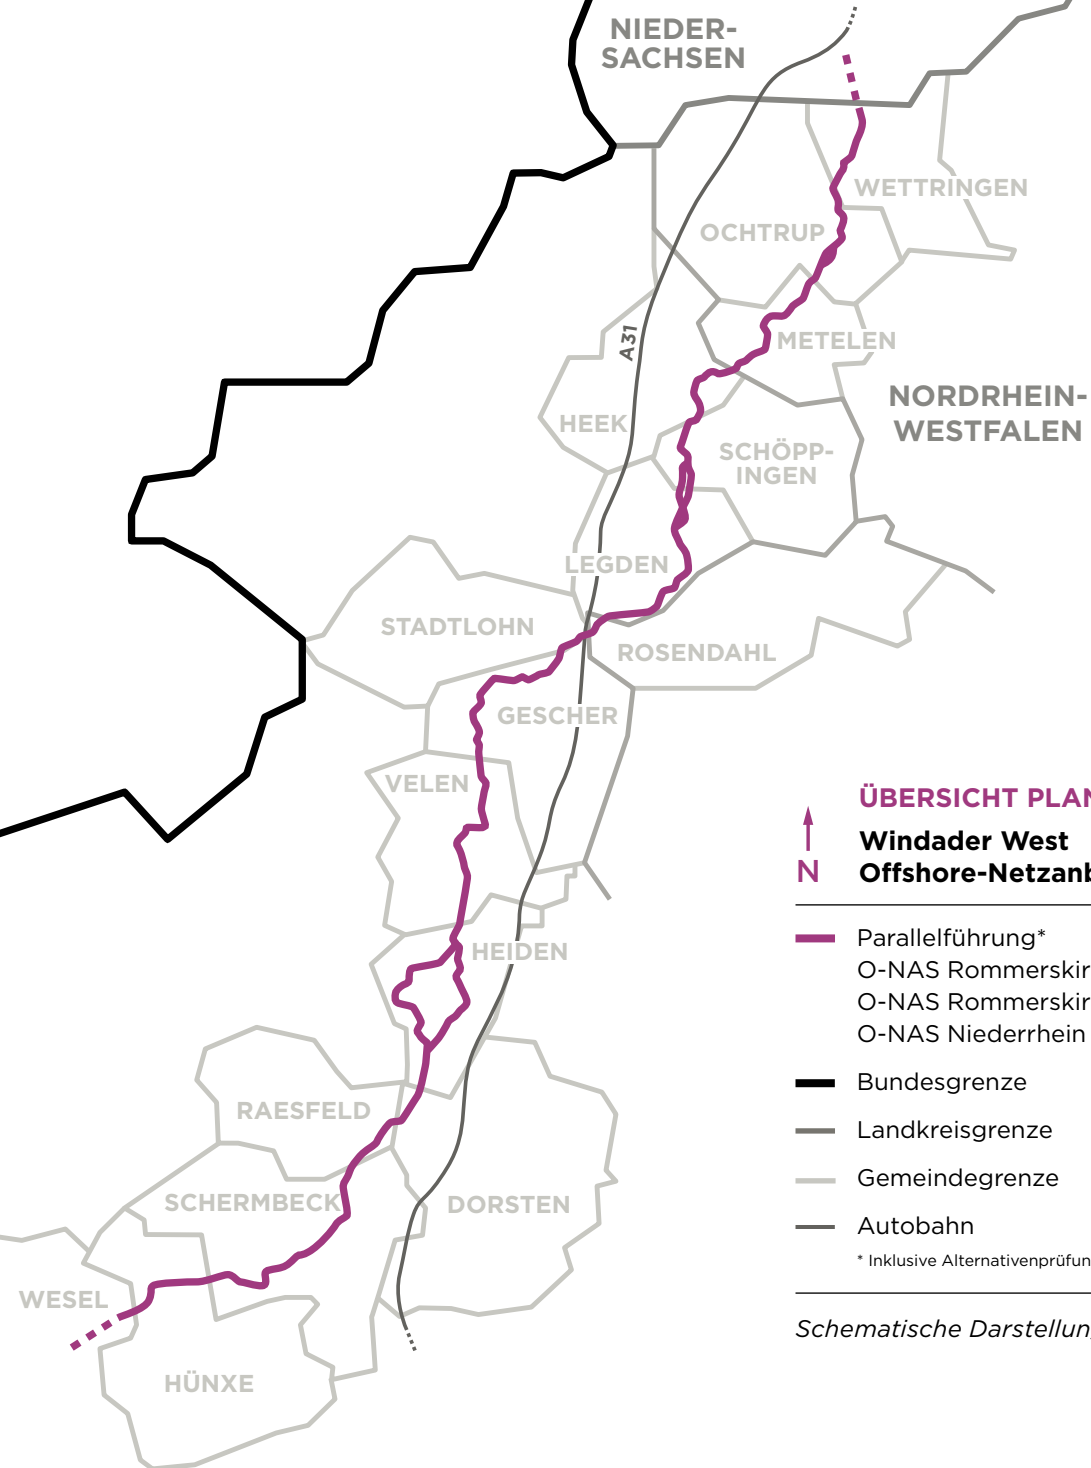 NIEDER-
SACHSEN
WETTRINGEN
OCHTRUP
A31
METELEN
NORDRHEIN-
WESTFALEN
HEEK
SCHÖPP-
INGEN
LEGDEN
STADTLOHN
ROSENDAHL
GESCHER
VELEN
HEIDEN
RAESFELD
SCHERMBECK
DORSTEN
WESEL
HÜNXE
ÜBERSICHT PLAN
Windader West
N
Offshore-Netzanb
Parallelführung*
O-NAS Rommerskir
O-NAS Rommerskir
O-NAS Niederrhein
Bundesgrenze
Landkreisgrenze
Gemeindegrenze
Autobahn
* Inklusive Alternativenprüfun
Schematische Darstellun